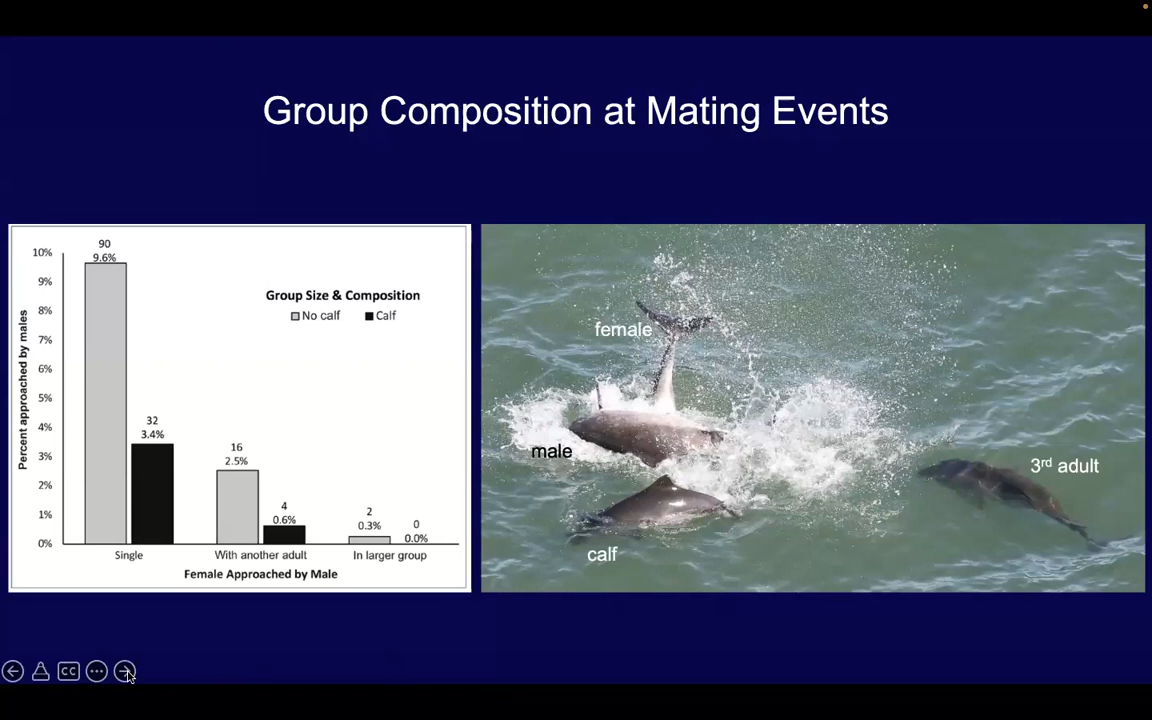 Group Composition at Mating Events
90
9.6%
10%
9%
8%
7%
6%
5%
4%
3%
2%
1%
0%
Percent approached by males
Group Size & Composition
No calf
Calf
32
3.4%
16
2.5%
4
0.6%
2
0.3%
0
0.0%
Single
With another adult
In larger group
Female Approached by Male
female
male
3rd adult
calf
CC